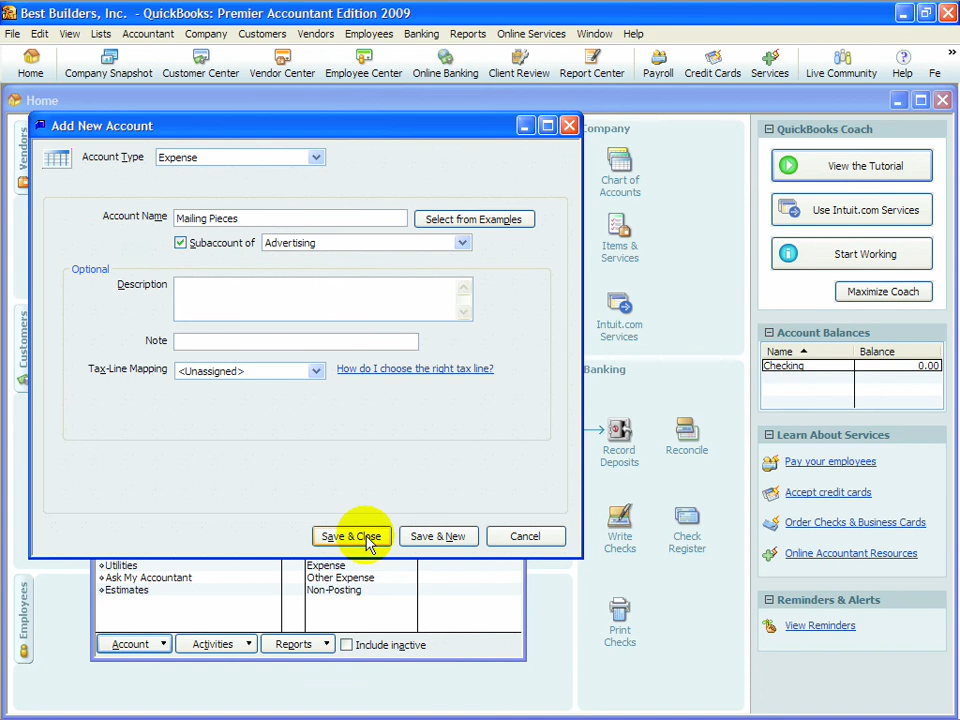 Best Builders, Inc. - QuickBooks: Premier Accountant Edition 2009
File Edit View Lists Accountant Company Customers Vendors Employees Banking Reports Online Services Window Help
Home Company Snapshot Customer Center Vendor Center Employee Center Online Banking Client Review Report Center Payroll Credit Cards Services Live Community Help Fe
Home
Add New Account
Account Type Expense
Account Name Mailing Pieces Select from Examples
Subaccount of Advertising
Optional
Description
Note
Tax-Line Mapping <Unassigned> How do I choose the right tax line?
Save & Close Save & New Cancel
Vendors
Customers
Employees
Utilities Expense
Ask My Accountant Other Expense
Estimates Non-Posting
Account Activities Reports Include inactive
Company
Chart of
Accounts
Items &
Services
Intuit.com
Services
Banking
Record
Deposits
Reconcile
Write
Checks
Check
Register
Print
Checks
QuickBooks Coach
View the Tutorial
Use Intuit.com Services
Start Working
Maximize Coach
Account Balances
Name Balance
Checking 0.00
Learn About Services
Pay your employees
Accept credit cards
Order Checks & Business Cards
Online Accountant Resources
Reminders & Alerts
View Reminders